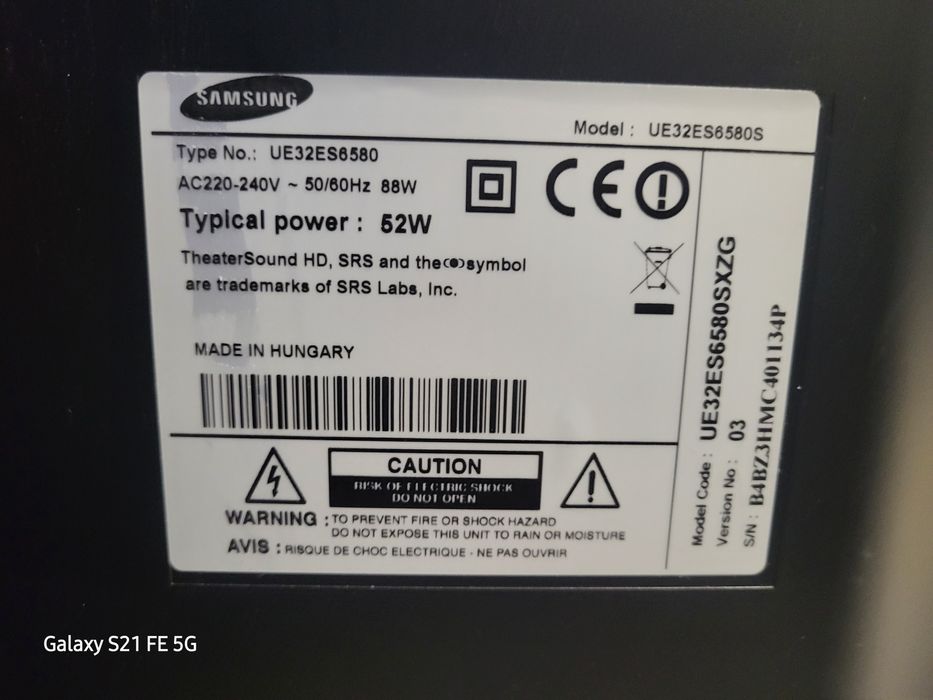 SAMSUNG
Model : UE32ES6580S
Type No.: UE32ES6580
AC220-240V ~ 50/60Hz 88W
Typical power : 52W
TheaterSound HD, SRS and the symbol
are trademarks of SRS Labs, Inc.
MADE IN HUNGARY
CAUTION
RISK OF ELECTRIC SHOCK
DO NOT OPEN
WARNING : TO PREVENT FIRE OR SHOCK HAZARD
DO NOT EXPOSE THIS UNIT TO RAIN OR MOISTURE
AVIS : RISQUE DE CHOC ELECTRIQUE - NE PAS OUVRIR
Model Code : UE32ES6580SXZG
Version No : 03
S/N : B4BZ3HMC401134P
Galaxy S21 FE 5G